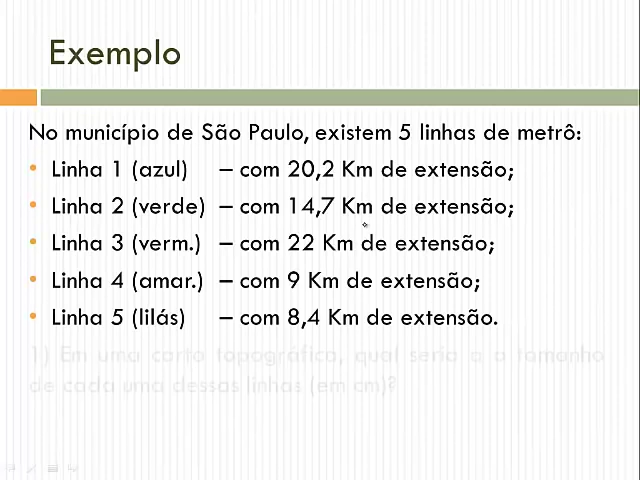 Exemplo
No município de São Paulo, existem 5 linhas de metrô:
• Linha 1 (azul) – com 20,2 Km de extensão;
• Linha 2 (verde) – com 14,7 Km de extensão;
• Linha 3 (verm.) – com 22 Km de extensão;
• Linha 4 (amar.) – com 9 Km de extensão;
• Linha 5 (lilás) – com 8,4 Km de extensão.
1) Em uma carta topográfica, qual seria a o tamanho
de cada uma dessas linhas (em cm)?